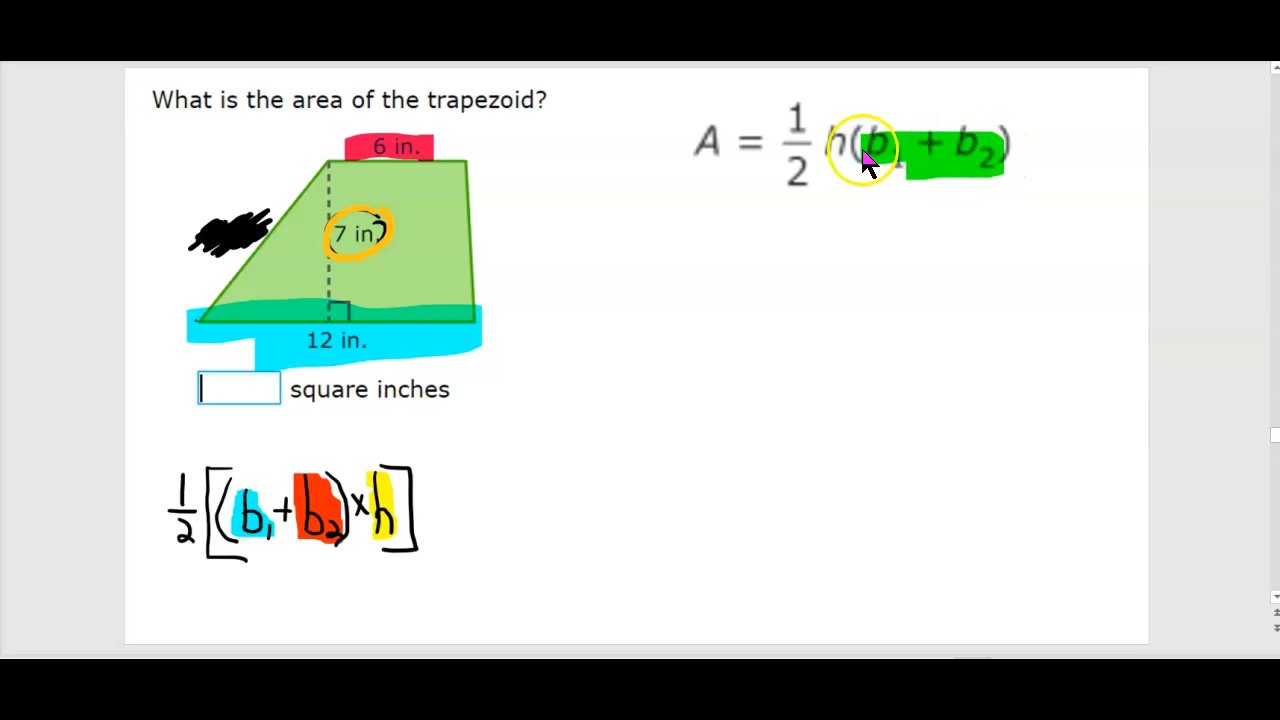 What is the area of the trapezoid?
6 in.
7 in.
12 in.
square inches
A = 1/2 h(b₁ + b₂)
1/2 [(b₁ + b₂) × h]